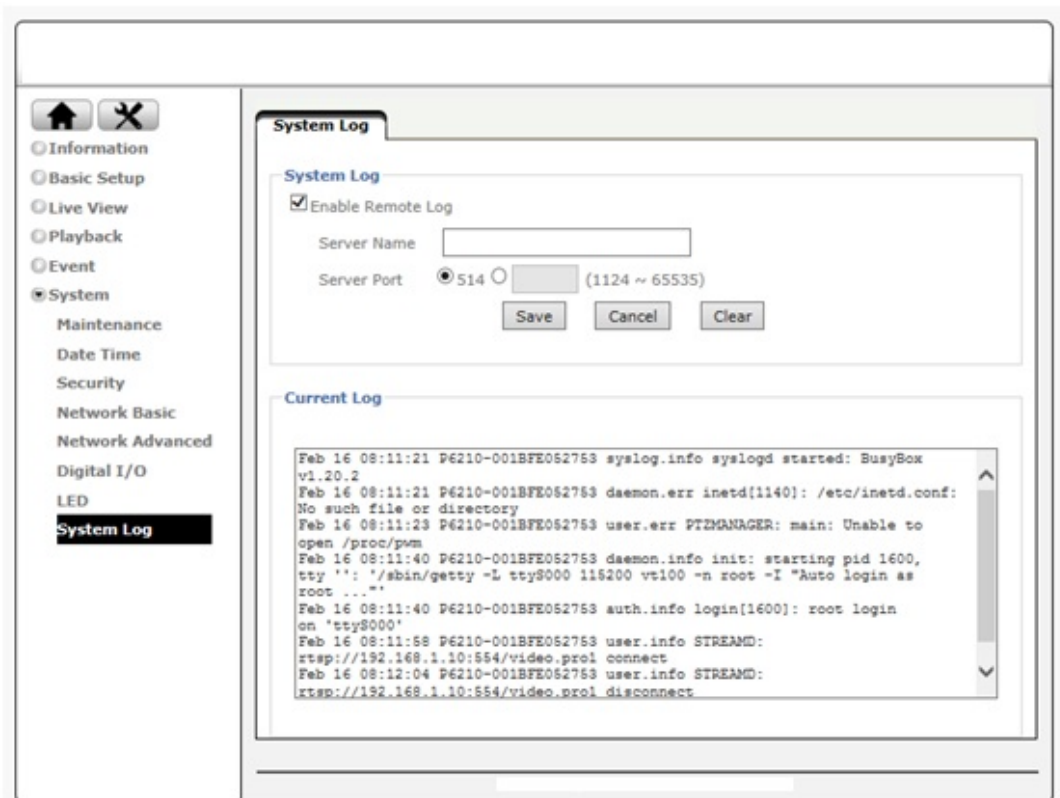 System Log
Information
Basic Setup
Live View
Playback
Event
System
Maintenance
Date Time
Security
Network Basic
Network Advanced
Digital I/O
LED
System Log
System Log
Enable Remote Log
Server Name
Server Port 514 (1124 ~ 65535)
Save Cancel Clear
Current Log
Feb 16 08:11:21 P6210-001BFE052753 syslog.info syslogd started: BusyBox
v1.20.2
Feb 16 08:11:21 P6210-001BFE052753 daemon.err inetd[1140]: /etc/inetd.conf:
No such file or directory
Feb 16 08:11:23 P6210-001BFE052753 user.err PTZMANAGER: main: Unable to
open /proc/pwm
Feb 16 08:11:40 P6210-001BFE052753 daemon.info init: starting pid 1600,
tty '': '/sbin/getty -L ttyS000 115200 vt100 -n root -I "Auto login as
root ..."'
Feb 16 08:11:40 P6210-001BFE052753 auth.info login[1600]: root login
on 'ttyS000'
Feb 16 08:11:58 P6210-001BFE052753 user.info STREAMD:
rtsp://192.168.1.10:554/video.pro1 connect
Feb 16 08:12:04 P6210-001BFE052753 user.info STREAMD:
rtsp://192.168.1.10:554/video.pro1 disconnect